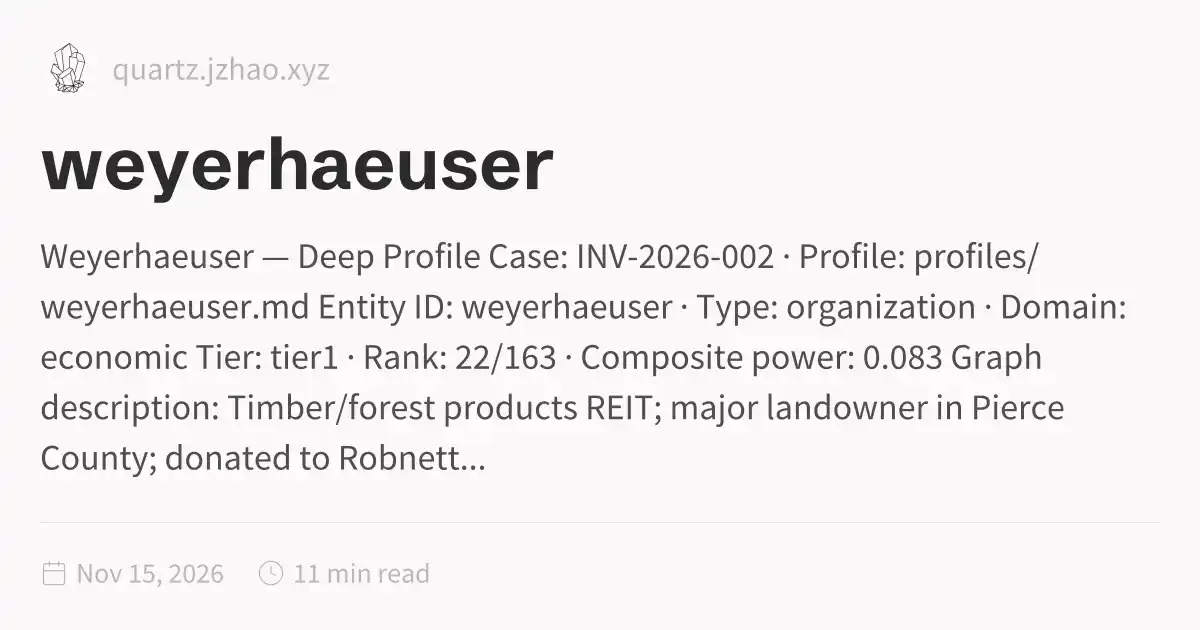 quartz.jzhao.xyz
weyerhaeuser
Weyerhaeuser — Deep Profile Case: INV-2026-002 · Profile: profiles/
weyerhaeuser.md Entity ID: weyerhaeuser · Type: organization · Domain:
economic Tier: tier1 · Rank: 22/163 · Composite power: 0.083 Graph
description: Timber/forest products REIT; major landowner in Pierce
County; donated to Robnett...
Nov 15, 2026 11 min read